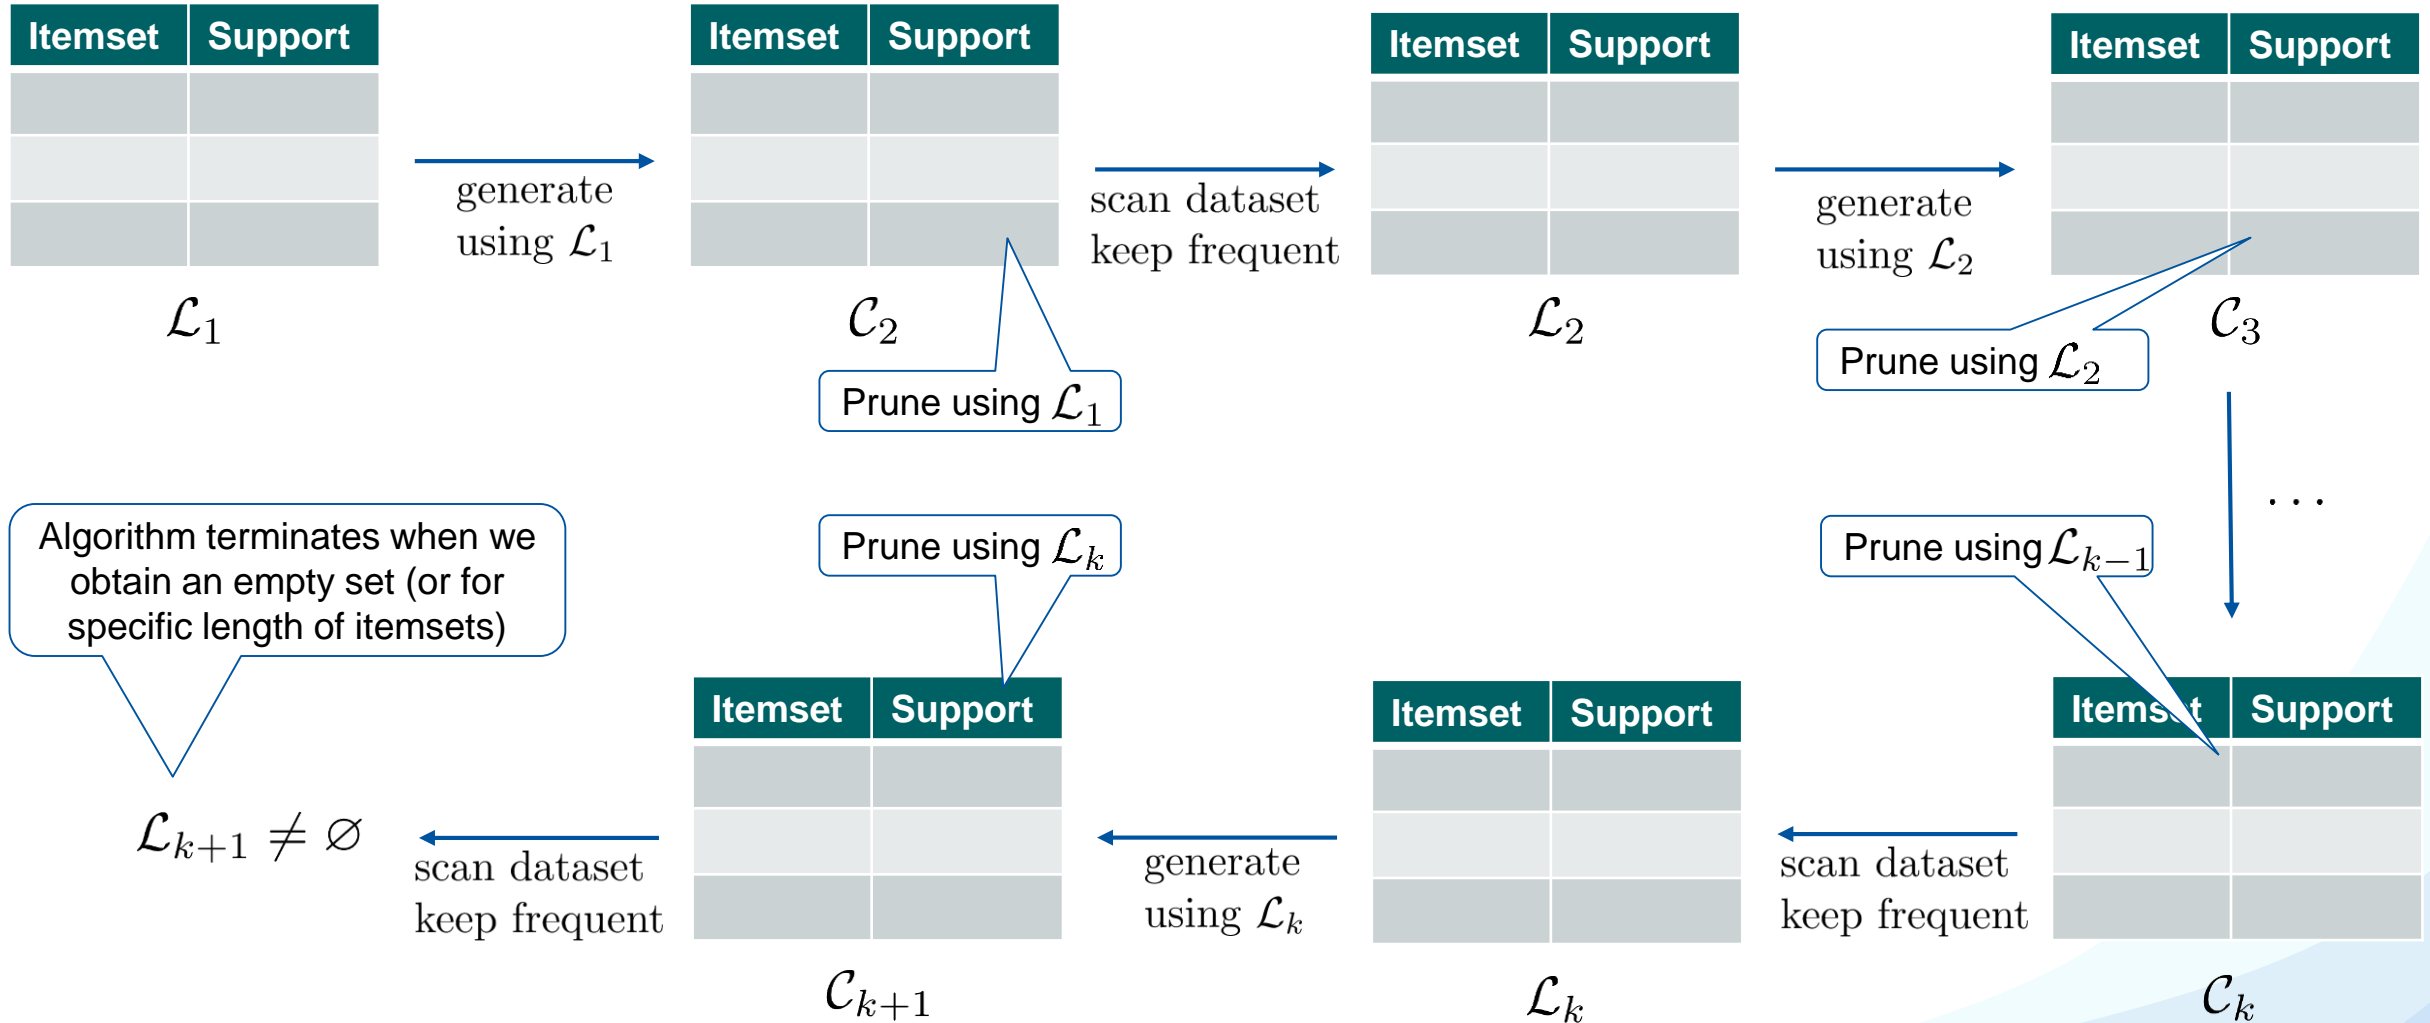 Itemset Support
Itemset Support
Itemset Support
Itemset Support
generate
using ℒ₁
scan dataset
keep frequent
generate
using ℒ₂
ℒ₁
𝒞₂
ℒ₂
𝒞₃
Prune using ℒ₁
Prune using ℒ₂
. . .
Algorithm terminates when we
obtain an empty set (or for
specific length of itemsets)
Prune using ℒₖ
Prune using ℒₖ₋₁
Itemset Support
Itemset Support
Itemset Support
ℒₖ₊₁ ≠ ∅
scan dataset
keep frequent
generate
using ℒₖ
scan dataset
keep frequent
𝒞ₖ₊₁
ℒₖ
𝒞ₖ